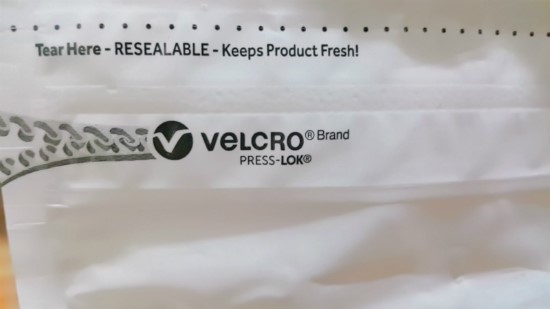 Tear Here - RESEALABLE - Keeps Product Fresh!
VELCRO® Brand
PRESS-LOK®